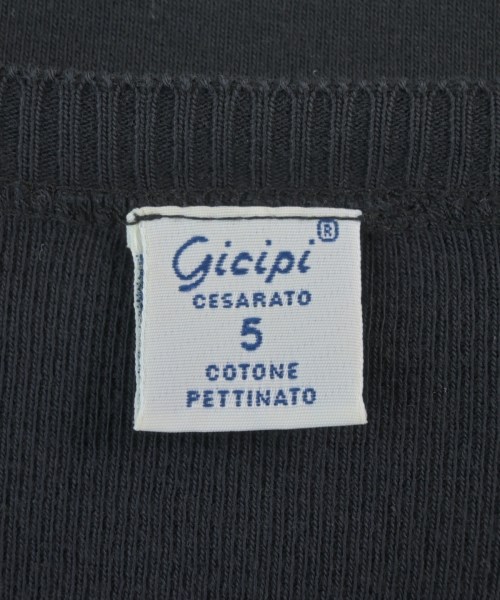 Gicipi®
CESARATO
5
COTONE
PETTINATO